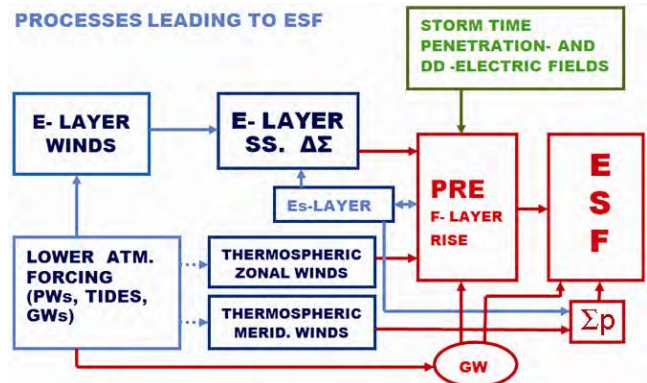 PROCESSES LEADING TO ESF
STORM TIME
PENETRATION- AND
DD -ELECTRIC FIELDS
E- LAYER
WINDS
E- LAYER
SS. ΔΣ
PRE
F- LAYER
RISE
E
S
F
Es-LAYER
LOWER ATM.
FORCING
(PWs, TIDES,
GWs)
THERMOSPHERIC
ZONAL WINDS
THERMOSPHERIC
MERID. WINDS
Σp
GW